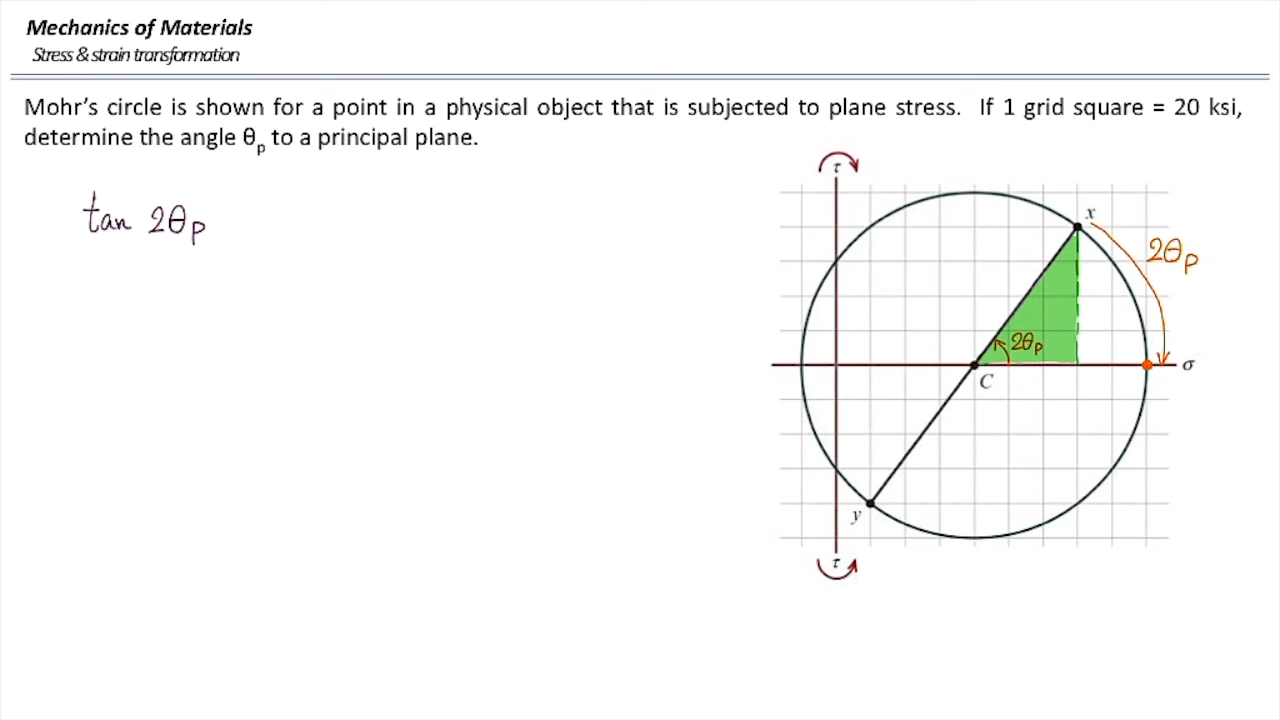 Mechanics of Materials
Stress & strain transformation
Mohr’s circle is shown for a point in a physical object that is subjected to plane stress. If 1 grid square = 20 ksi,
determine the angle θp to a principal plane.
tan 2θp
τ
x
2θp
2θp
σ
C
y
τ